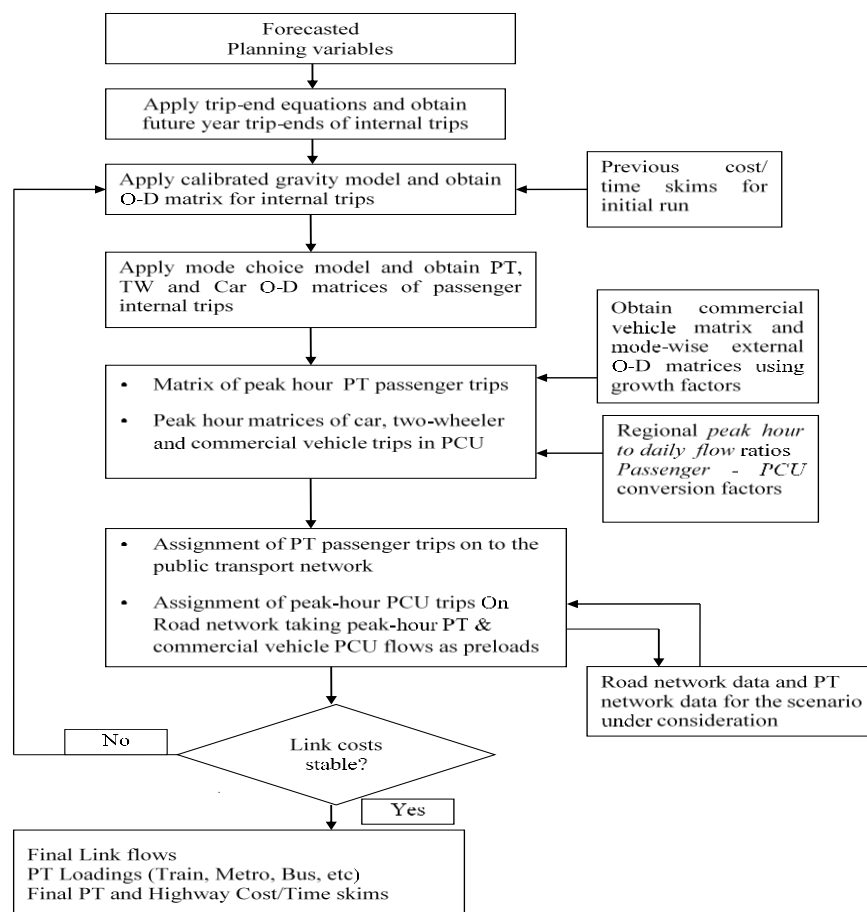 Forecasted
Planning variables
Apply trip-end equations and obtain
future year trip-ends of internal trips
Apply calibrated gravity model and obtain
O-D matrix for internal trips
Previous cost/
time skims for
initial run
Apply mode choice model and obtain PT,
TW and Car O-D matrices of passenger
internal trips
Obtain commercial
vehicle matrix and
mode-wise external
O-D matrices using
growth factors
• Matrix of peak hour PT passenger trips
• Peak hour matrices of car, two-wheeler
and commercial vehicle trips in PCU
Regional peak hour
to daily flow ratios
Passenger - PCU
conversion factors
• Assignment of PT passenger trips on to the
public transport network
• Assignment of peak-hour PCU trips On
Road network taking peak-hour PT &
commercial vehicle PCU flows as preloads
Road network data and PT
network data for the scenario
under consideration
No
Link costs
stable?
Yes
Final Link flows
PT Loadings (Train, Metro, Bus, etc)
Final PT and Highway Cost/Time skims